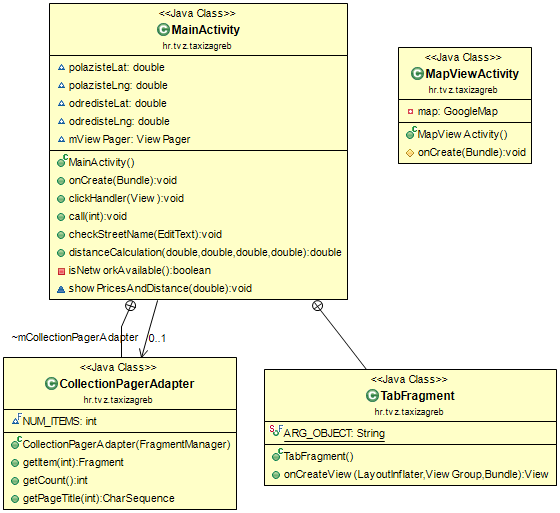 <<Java Class>>
MainActivity
hr.tvz.taxizagreb
polazisteLat: double
polazisteLng: double
odredisteLat: double
odredisteLng: double
mViewPager: ViewPager
MainActivity()
onCreate(Bundle):void
clickHandler(View):void
call(int):void
checkStreetName(EditText):void
distanceCalculation(double,double,double,double):double
isNetworkAvailable():boolean
showPricesAndDistance(double):void
<<Java Class>>
MapViewActivity
hr.tvz.taxizagreb
map: GoogleMap
MapViewActivity()
onCreate(Bundle):void
~mCollectionPagerAdapter 0..1
<<Java Class>>
CollectionPagerAdapter
hr.tvz.taxizagreb
NUM_ITEMS: int
CollectionPagerAdapter(FragmentManager)
getItem(int):Fragment
getCount():int
getPageTitle(int):CharSequence
<<Java Class>>
TabFragment
hr.tvz.taxizagreb
ARG_OBJECT: String
TabFragment()
onCreateView(LayoutInflater,ViewGroup,Bundle):View